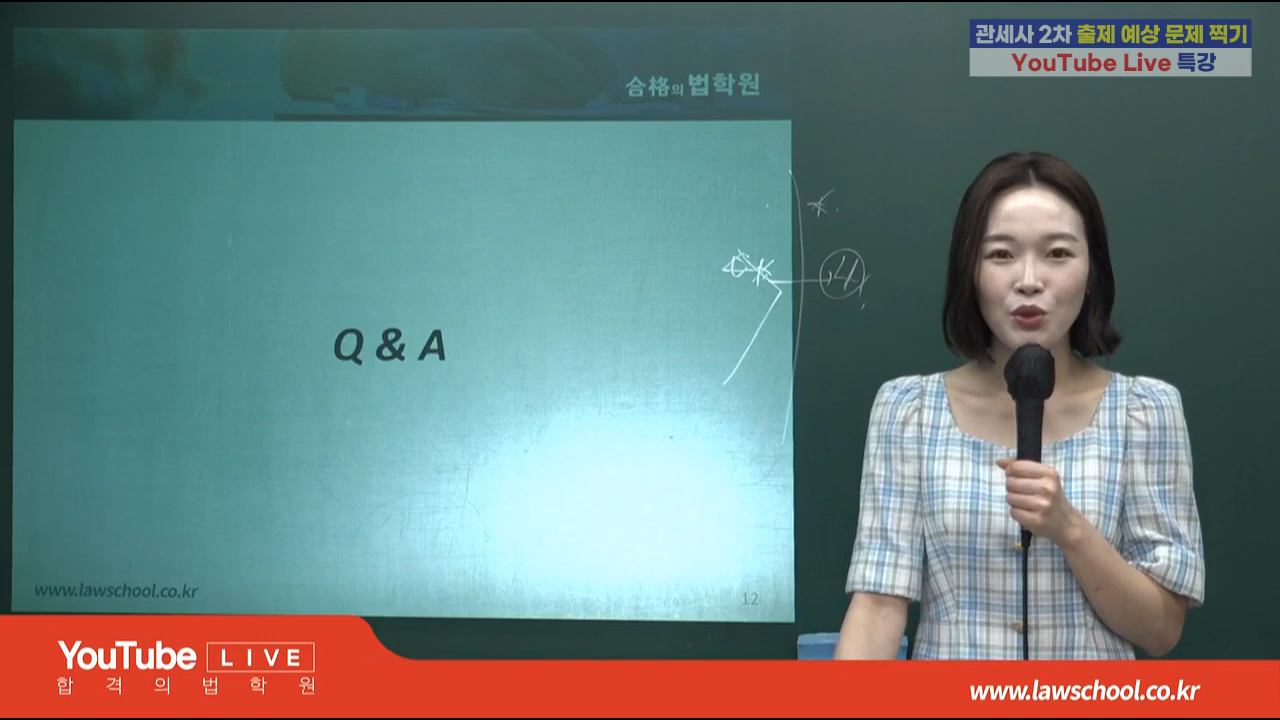 관세사 2차 출제 예상 문제 찍기
YouTube Live 특강
合格의 법학원
4
Q & A
www.lawschool.co.kr
12
YouTube LIVE
합격의법학원
www.lawschool.co.kr